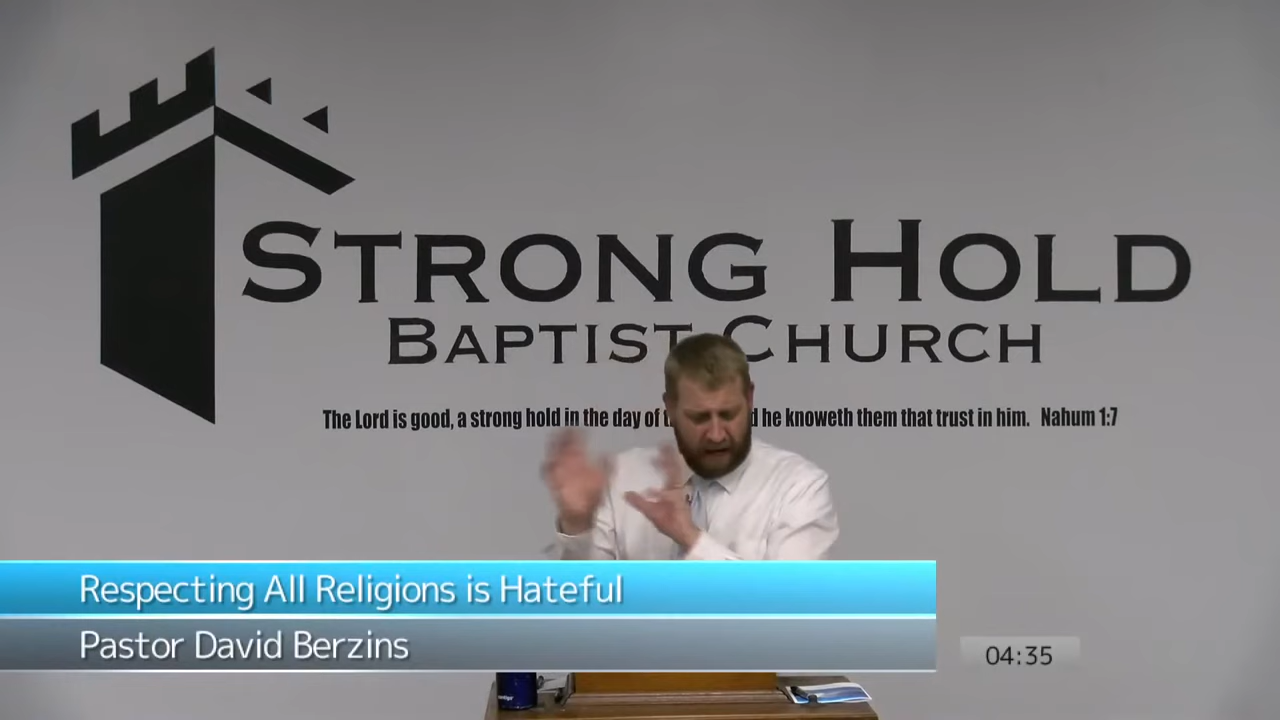 STRONG HOLD
BAPTIST CHURCH
The Lord is good, a strong hold in the day of he knoweth them that trust in him. Nahum 1:7
Respecting All Religions is Hateful
Pastor David Berzins
04:35